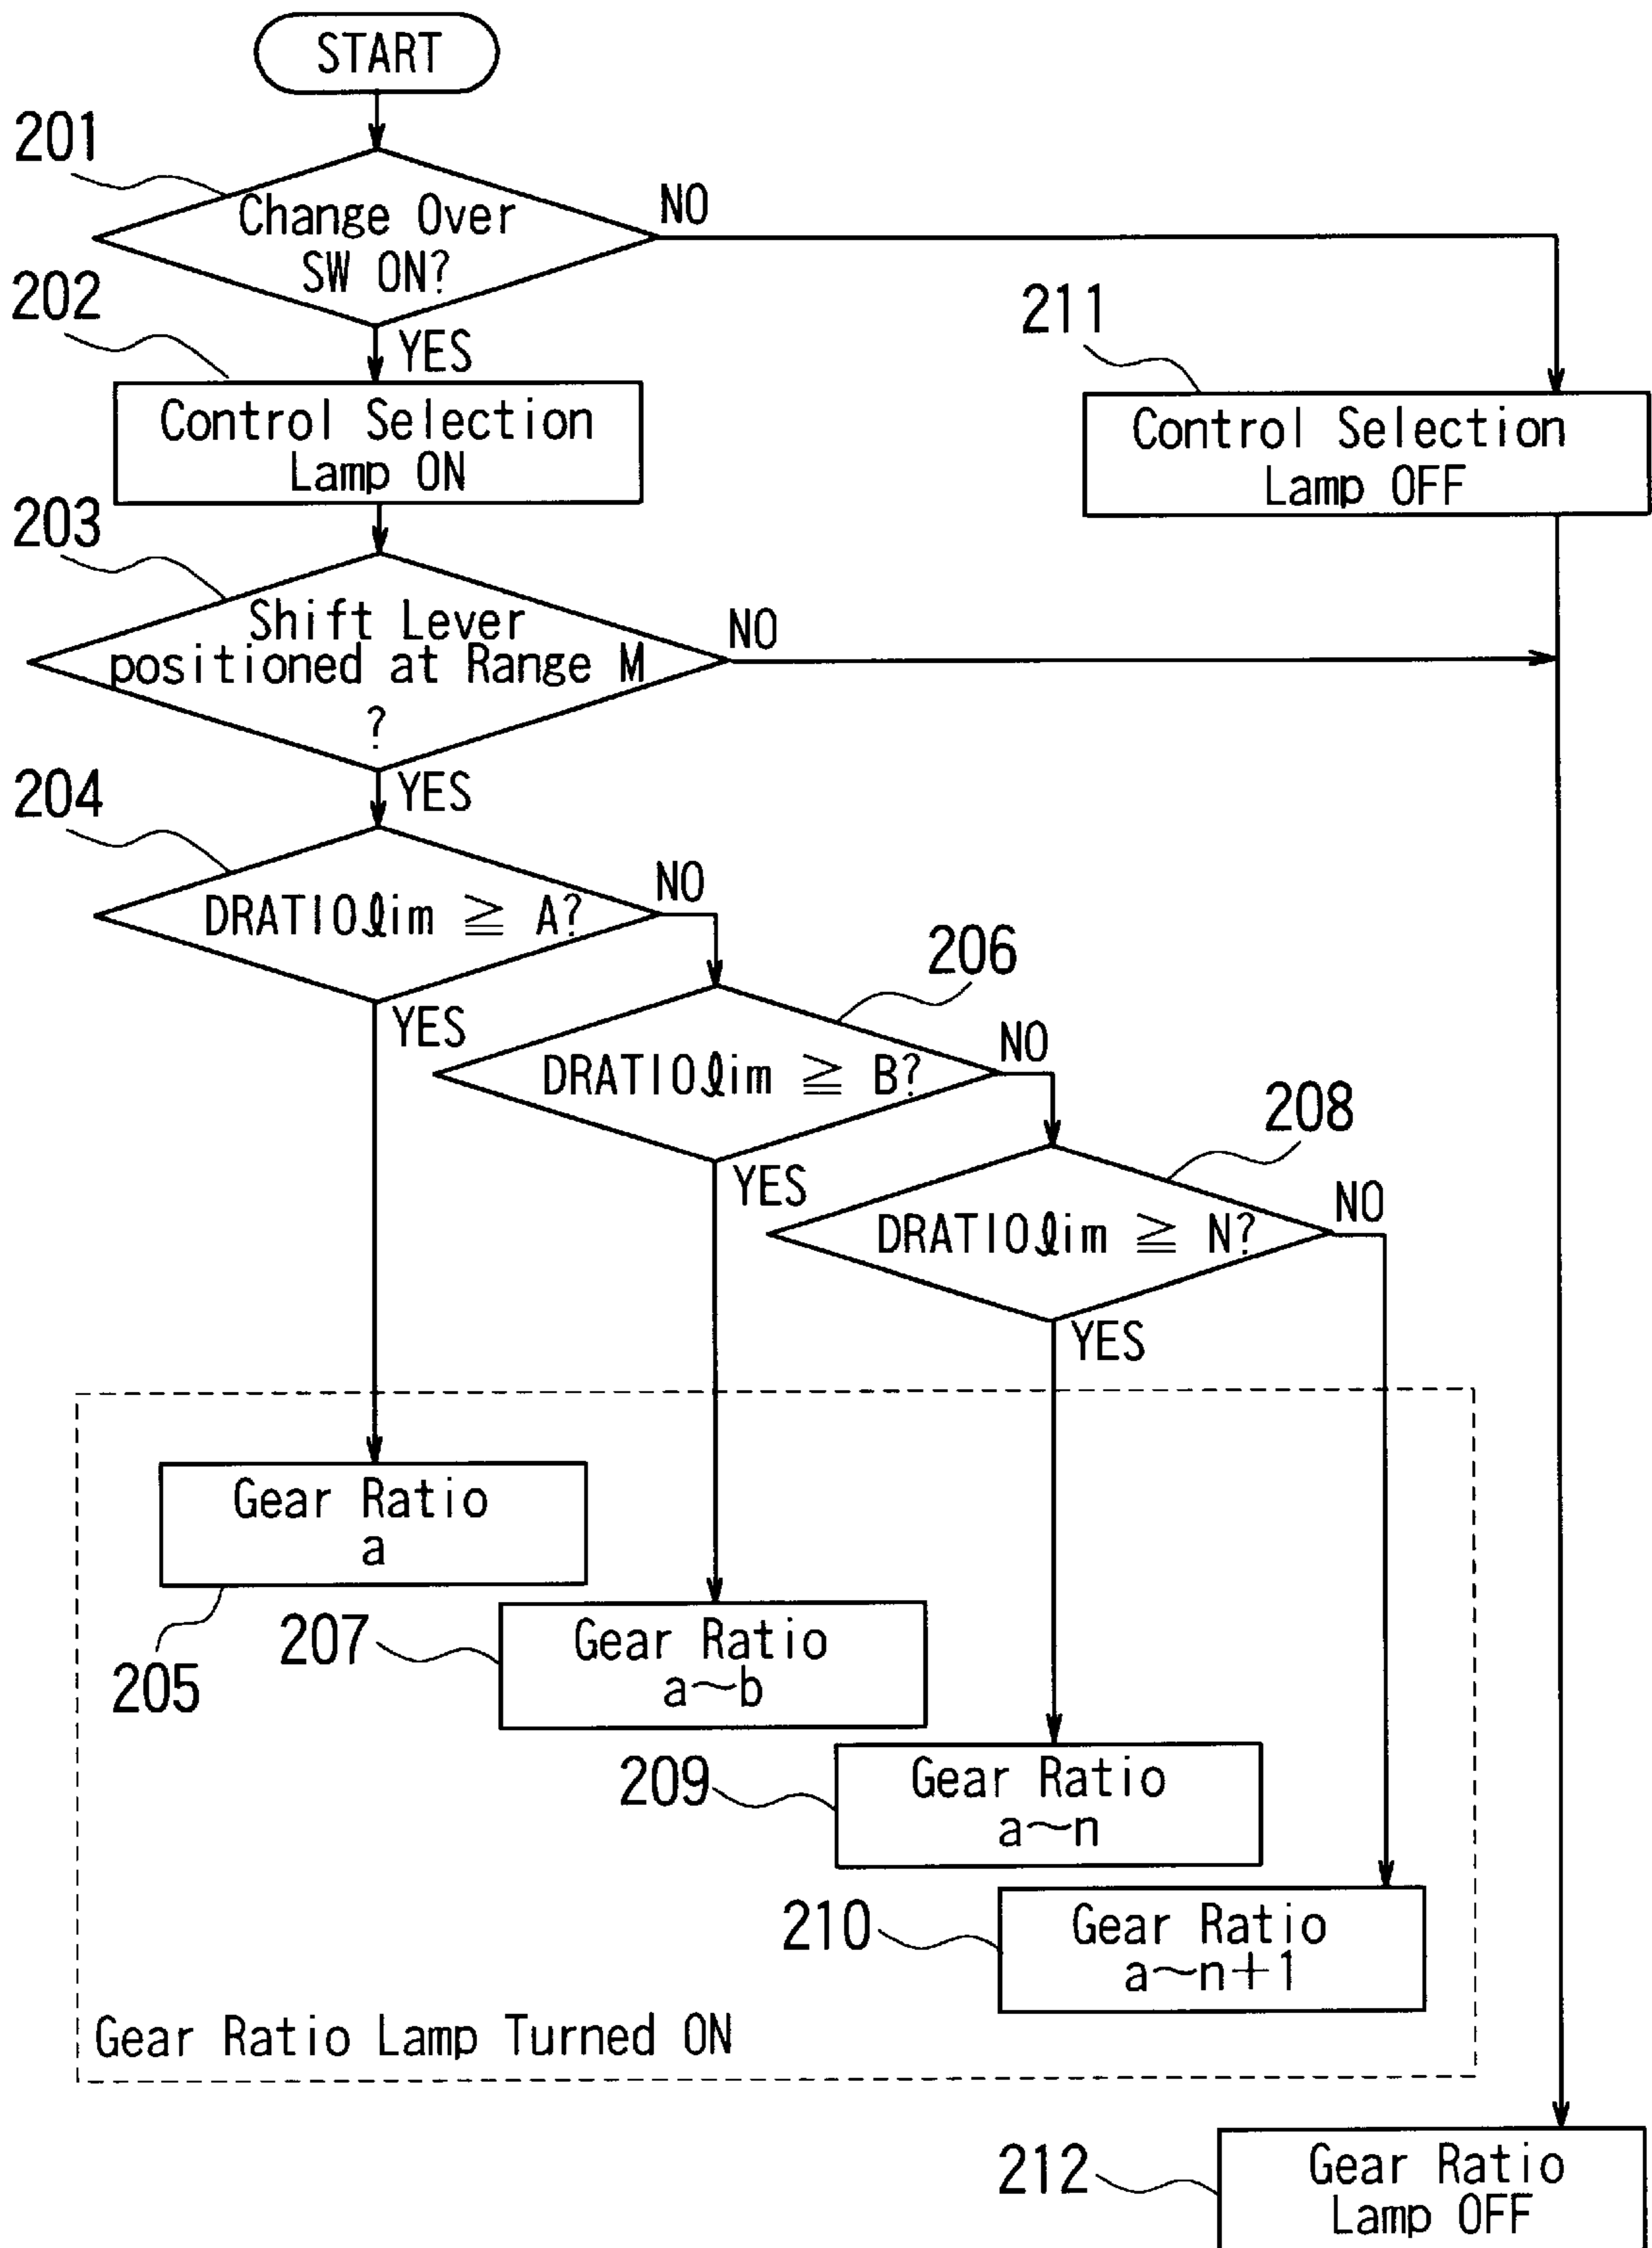 START
201
Change Over
SW ON?
NO
YES
202
Control Selection
Lamp ON
211
Control Selection
Lamp OFF
203
Shift Lever
positioned at Range M
?
NO
YES
204
DRATIOlim ≧ A?
NO
YES
206
DRATIOlim ≧ B?
NO
YES
208
DRATIOlim ≧ N?
NO
YES
Gear Ratio
a
205
207
Gear Ratio
a~b
209
Gear Ratio
a~n
210
Gear Ratio
a~n+1
Gear Ratio Lamp Turned ON
212
Gear Ratio
Lamp OFF